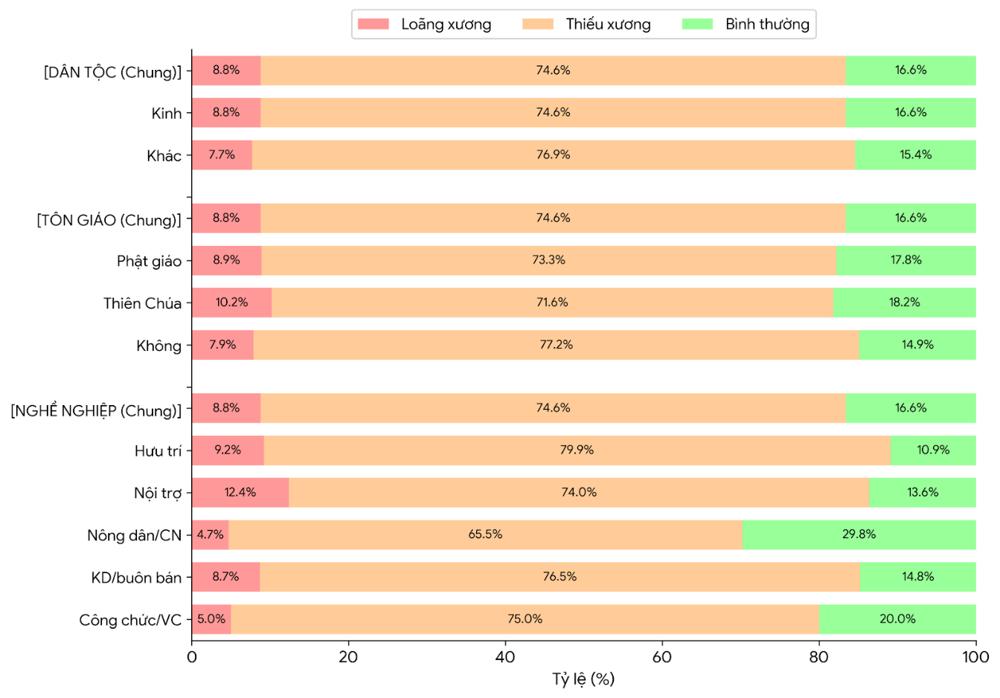 Loãng xương Thiếu xương Bình thường
[DÂN TỘC (Chung)] 8.8% 74.6% 16.6%
Kinh 8.8% 74.6% 16.6%
Khác 7.7% 76.9% 15.4%
[TÔN GIÁO (Chung)] 8.8% 74.6% 16.6%
Phật giáo 8.9% 73.3% 17.8%
Thiên Chúa 10.2% 71.6% 18.2%
Không 7.9% 77.2% 14.9%
[NGHỀ NGHIỆP (Chung)] 8.8% 74.6% 16.6%
Hưu trí 9.2% 79.9% 10.9%
Nội trợ 12.4% 74.0% 13.6%
Nông dân/CN 4.7% 65.5% 29.8%
KD/buôn bán 8.7% 76.5% 14.8%
Công chức/VC 5.0% 75.0% 20.0%
0 20 40 60 80 100
Tỷ lệ (%)